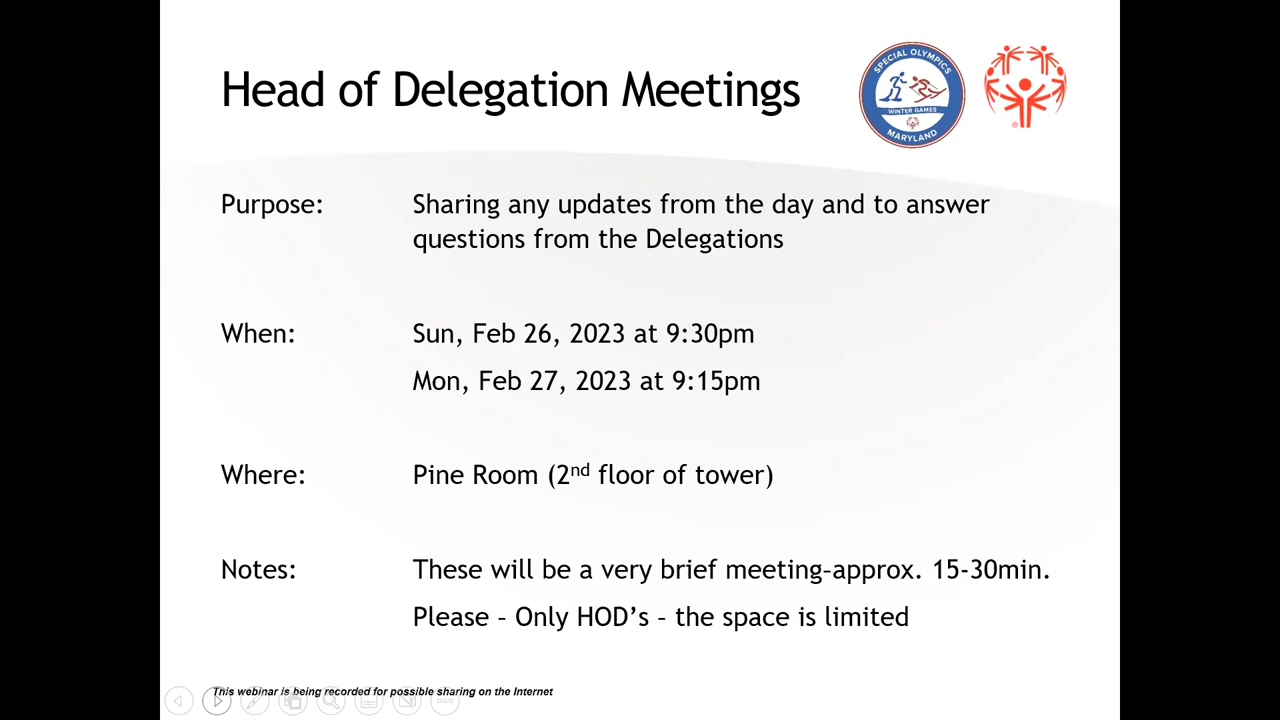 Head of Delegation Meetings
SPECIAL OLYMPICS
WINTER GAMES
MARYLAND
®
Purpose: Sharing any updates from the day and to answer
questions from the Delegations
When: Sun, Feb 26, 2023 at 9:30pm
Mon, Feb 27, 2023 at 9:15pm
Where: Pine Room (2nd floor of tower)
Notes: These will be a very brief meeting–approx. 15-30min.
Please – Only HOD’s – the space is limited
This webinar is being recorded for possible sharing on the Internet